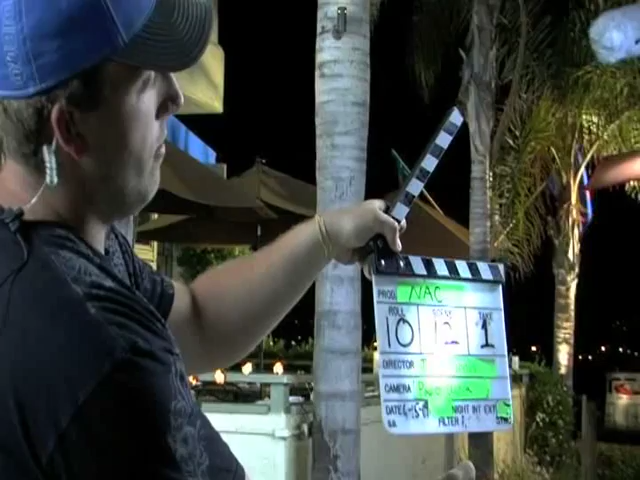 PROD. NAC
ROLL SCENE TAKE
10 12 1
DIRECTOR
CAMERA
DATE NIGHT INT EXT
FILTER